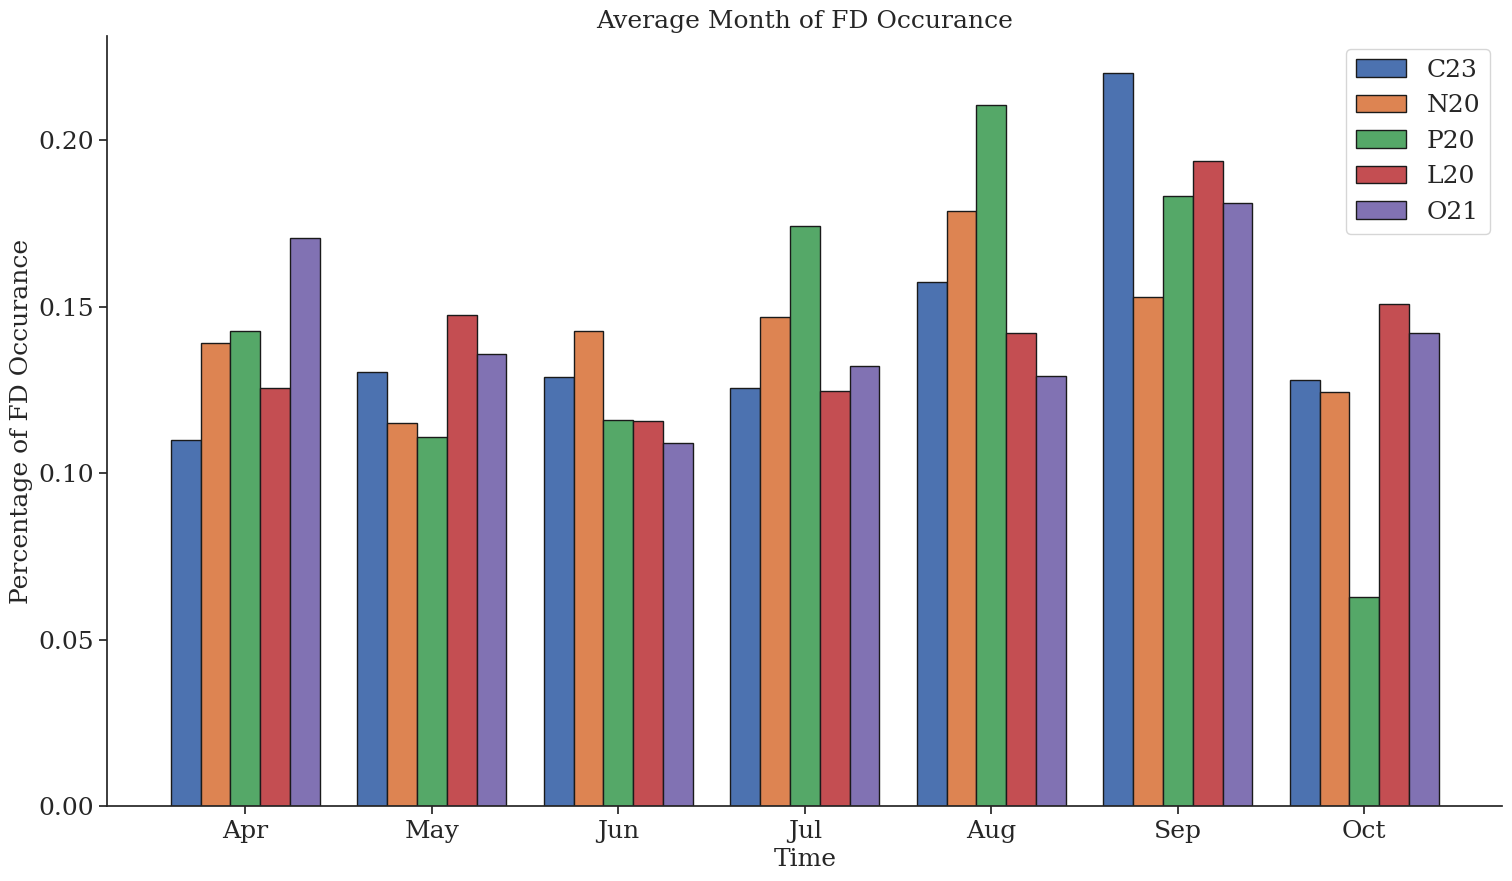 Average Month of FD Occurance
C23
N20
P20
L20
O21
Percentage of FD Occurance
0.20
0.15
0.10
0.05
0.00
Apr May Jun Jul Aug Sep Oct
Time